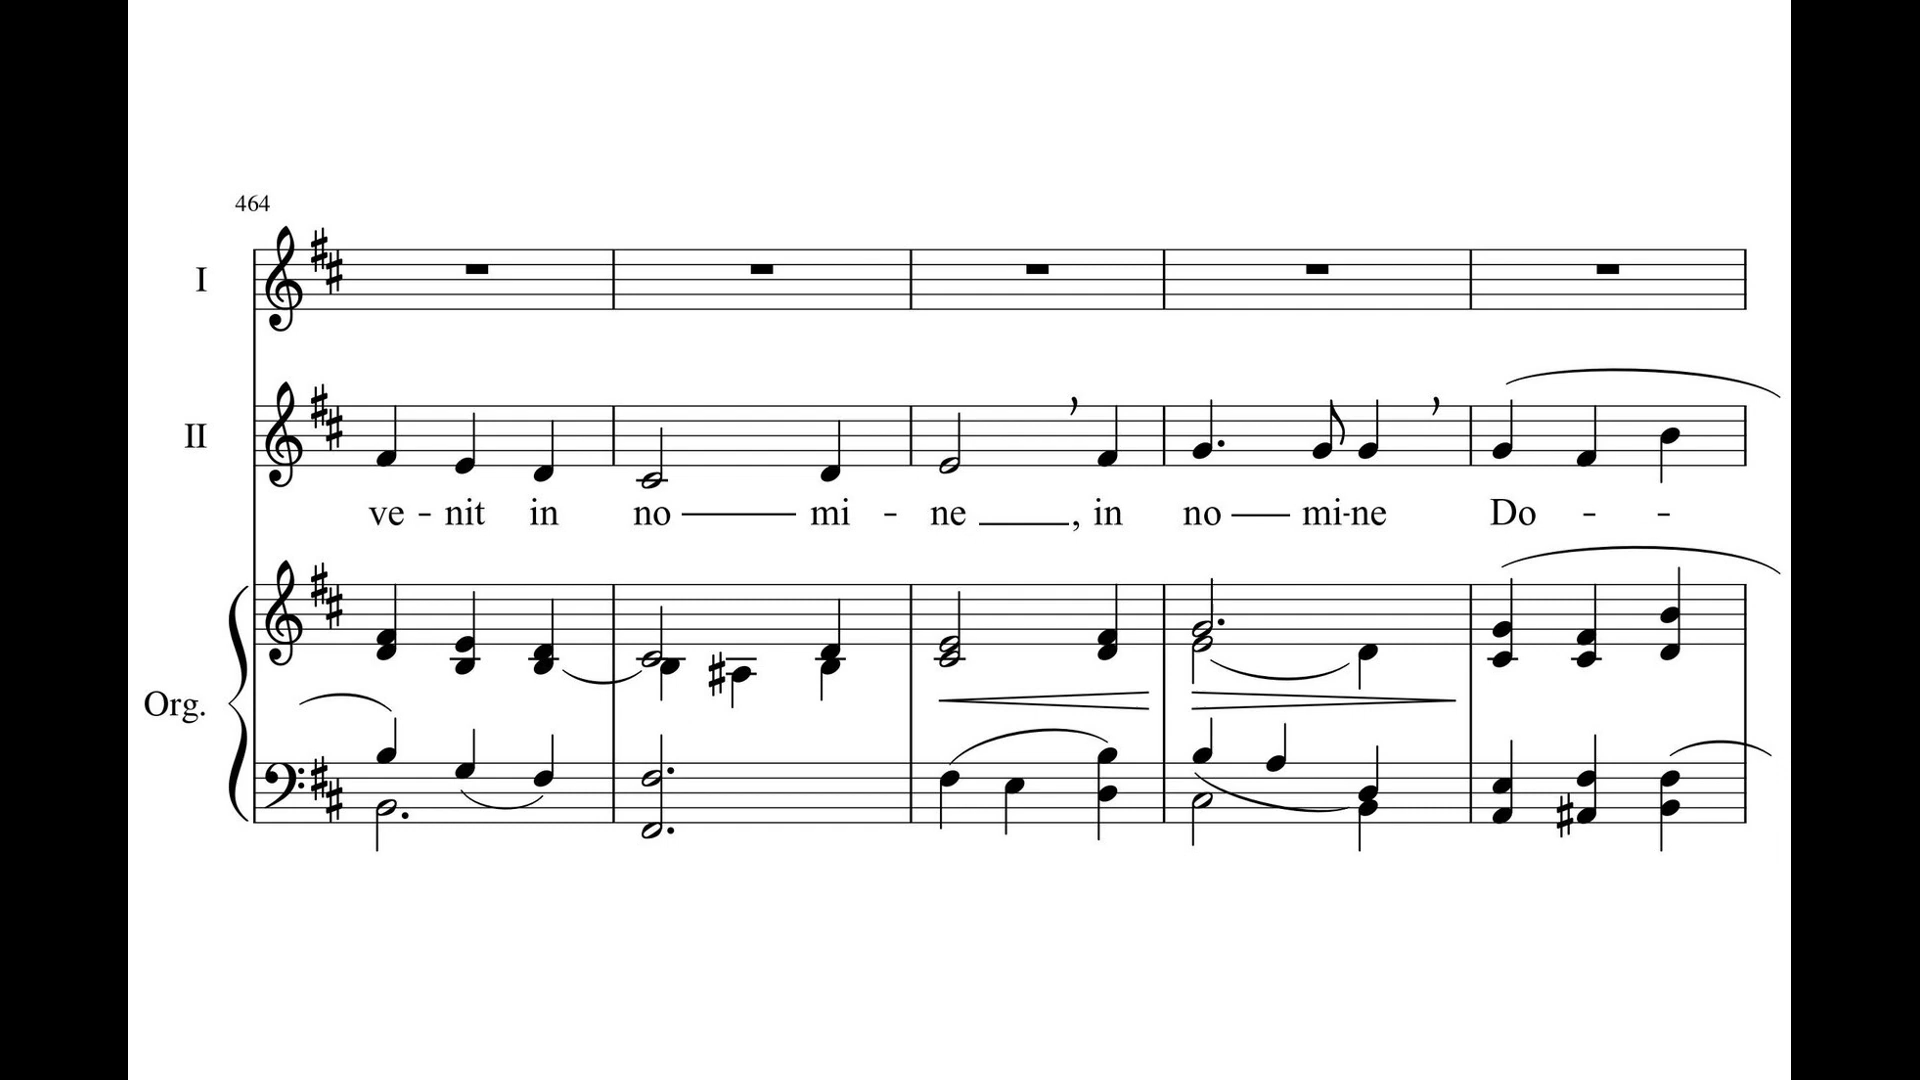 464
I
II
ve - nit in no mi - ne , in no mi-ne Do - -
Org.